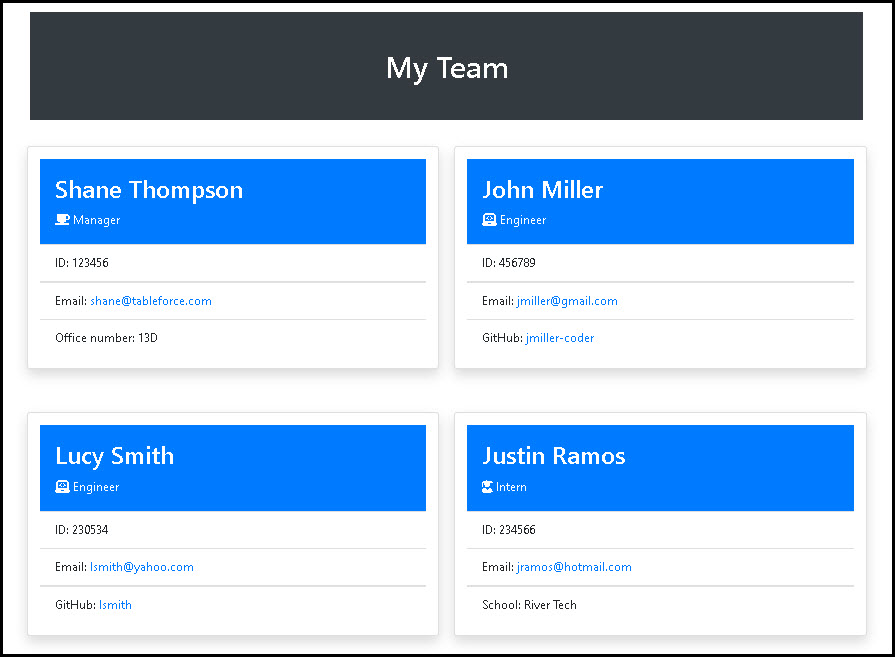 My Team
Shane Thompson
Manager
ID: 123456
Email: shane@tableforce.com
Office number: 13D
John Miller
Engineer
ID: 456789
Email: jmiller@gmail.com
GitHub: jmiller-coder
Lucy Smith
Engineer
ID: 230534
Email: lsmith@yahoo.com
GitHub: lsmith
Justin Ramos
Intern
ID: 234566
Email: jramos@hotmail.com
School: River Tech